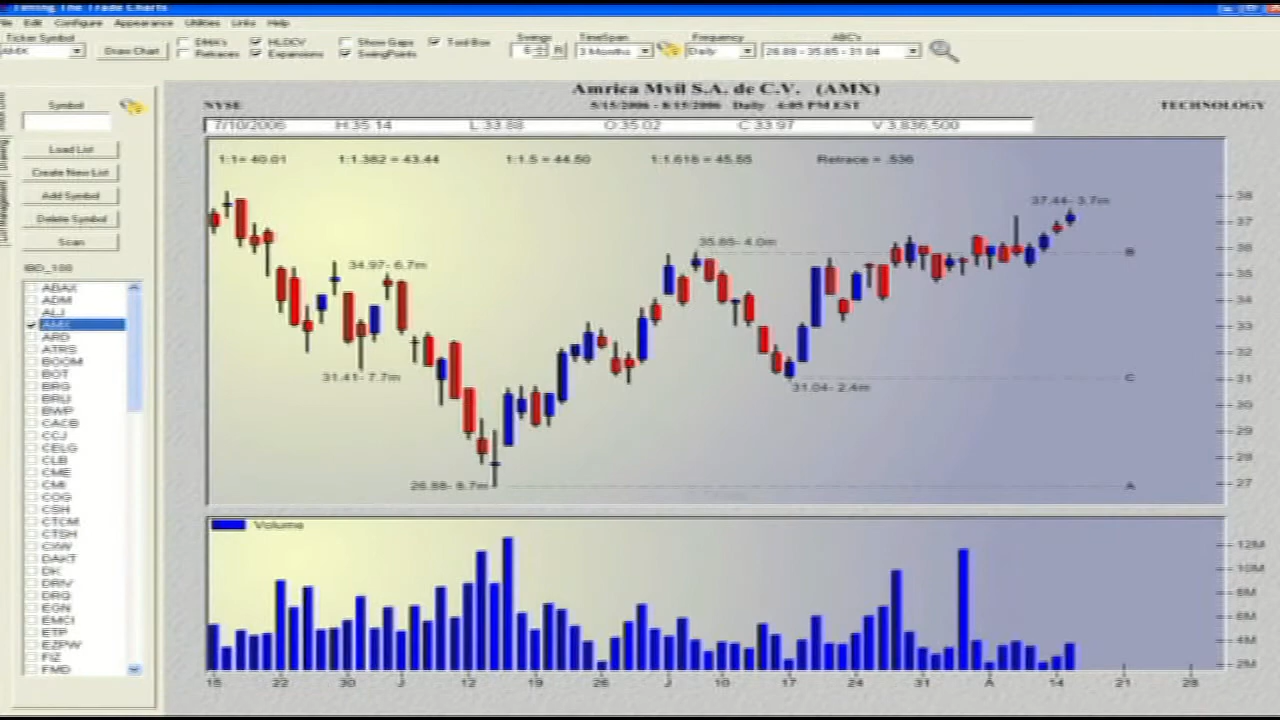 Timing The Trade Charts
File Edit Configure Appearance Utilities Links Help
Ticker Symbol
AMX
Draw Chart
DMA's
Retraces
HLOCV
Expansions
Show Gaps
SwingPoints
Tool Box
Swings
6
R
TimeSpan
3 Months
Frequency
Daily
ABC's
26.88 - 35.85 - 31.04
Symbol
Load List
Create New List
Add Symbol
Delete Symbol
Scan
IBD_100
ABAX
ADM
ALJ
AMX
ARD
ATRS
BOOM
BOT
BRG
BRLI
BWP
CACB
CCJ
CELG
CLB
CME
CMI
COG
CSH
CTCM
CTSH
CXW
DAKT
DK
DRIV
DRQ
EGN
EMCI
ETP
EZPW
FIZ
FMD
Amrica Mvil S.A. de C.V. (AMX)
NYSE
5/15/2006 - 8/15/2006 Daily 4:05 PM EST
TECHNOLOGY
7/10/2006 H:35.14 L:33.88 O:35.02 C:33.97 V:3,836,500
1:1= 40.01 1:1.382 = 43.44 1:1.5 = 44.50 1:1.618 = 45.55 Retrace = .536
37.44- 3.7m
35.85- 4.0m
34.97- 6.7m
31.41- 7.7m
31.04- 2.4m
26.88- 8.7m
B
C
A
38
37
36
35
34
33
32
31
30
29
28
27
Volume
12M
10M
8M
6M
4M
2M
15 22 30 J 12 19 26 J 10 17 24 31 A 14 21 28